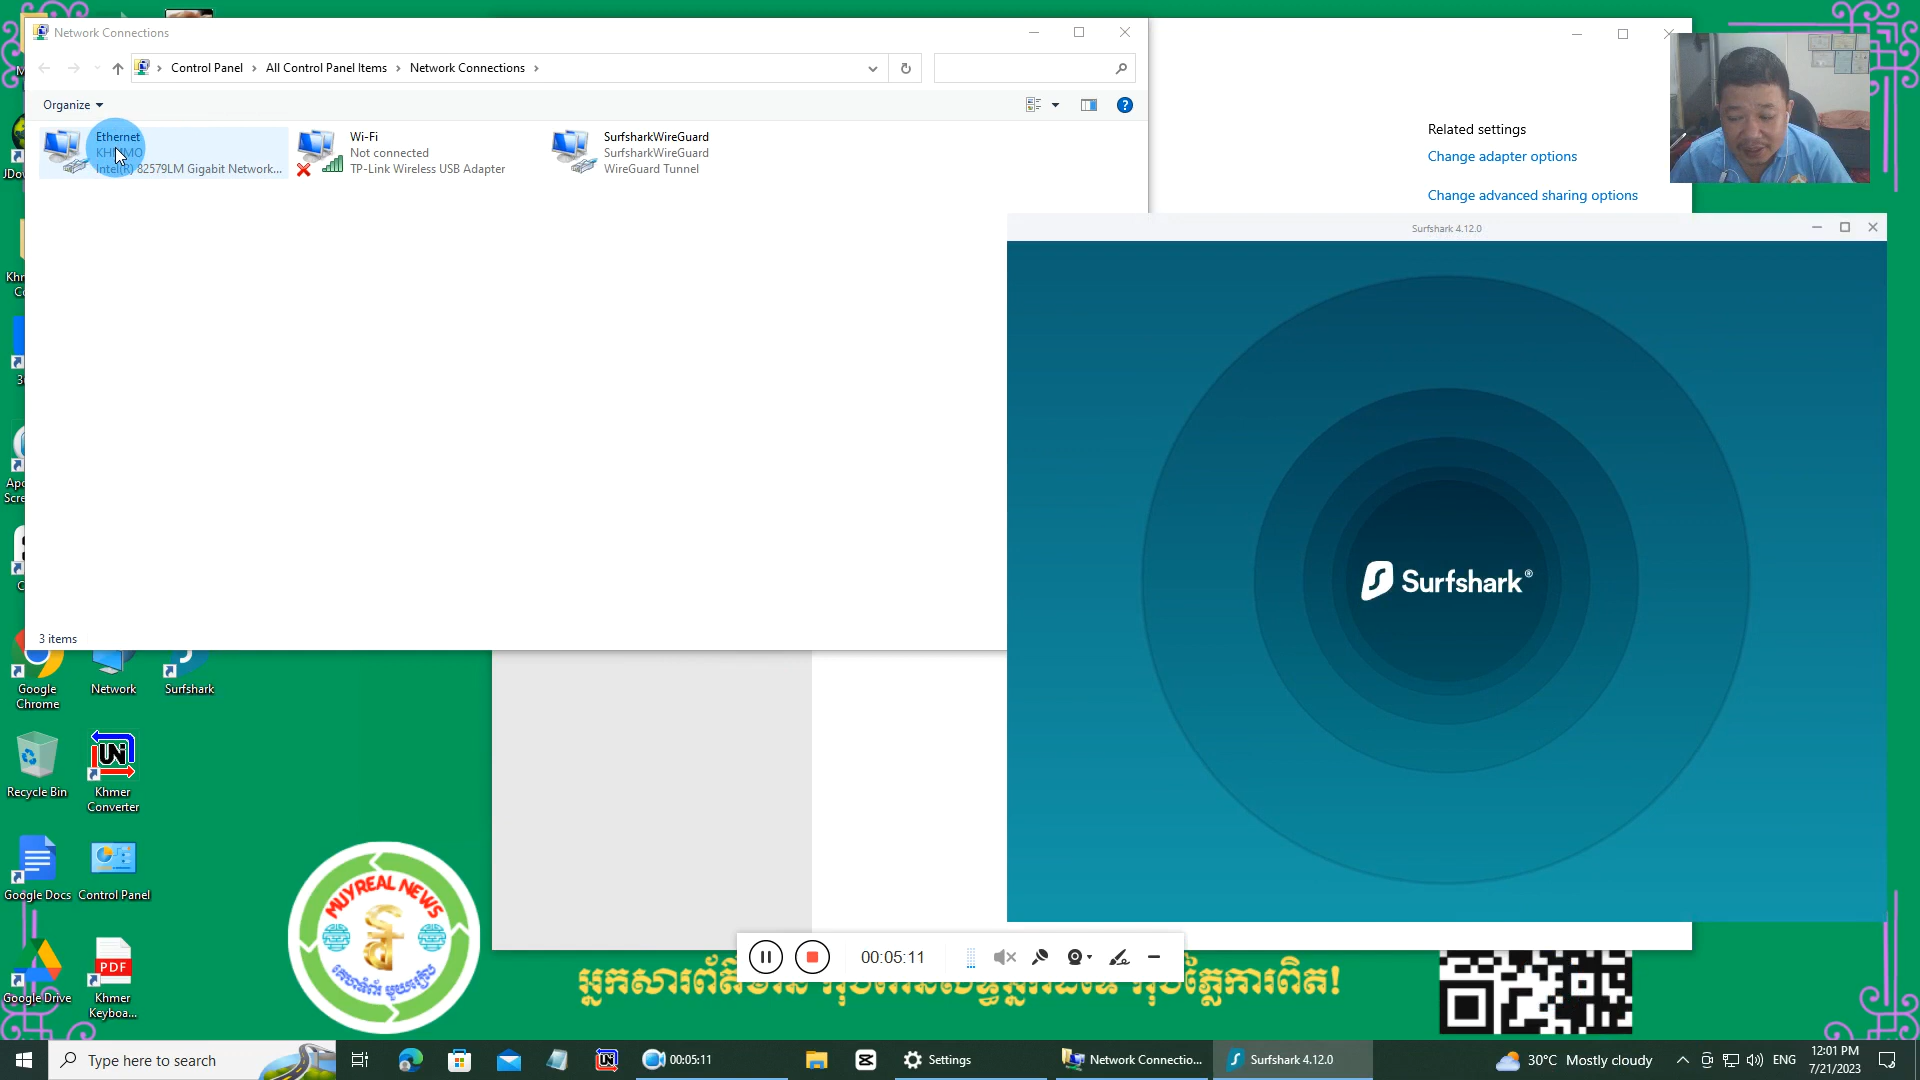 Network Connections
Control Panel
All Control Panel Items
Network Connections
Organize
Ethernet
Intel(R) 82579LM Gigabit Network...
Wi-Fi
Not connected
TP-Link Wireless USB Adapter
SurfsharkWireGuard
SurfsharkWireGuard
WireGuard Tunnel
3 items
Related settings
Change adapter options
Change advanced sharing options
Surfshark 4.12.0
Surfshark®
Google
Chrome
Network
Surfshark
Recycle Bin
UNi
Khmer
Converter
Google Docs
Control Panel
Google Drive
PDF
Khmer
Keyboa...
MUYREAL NEWS
00:05:11
Type here to search
00:05:11
Settings
Network Connectio...
Surfshark 4.12.0
30°C Mostly cloudy
ENG
12:01 PM
7/21/2023